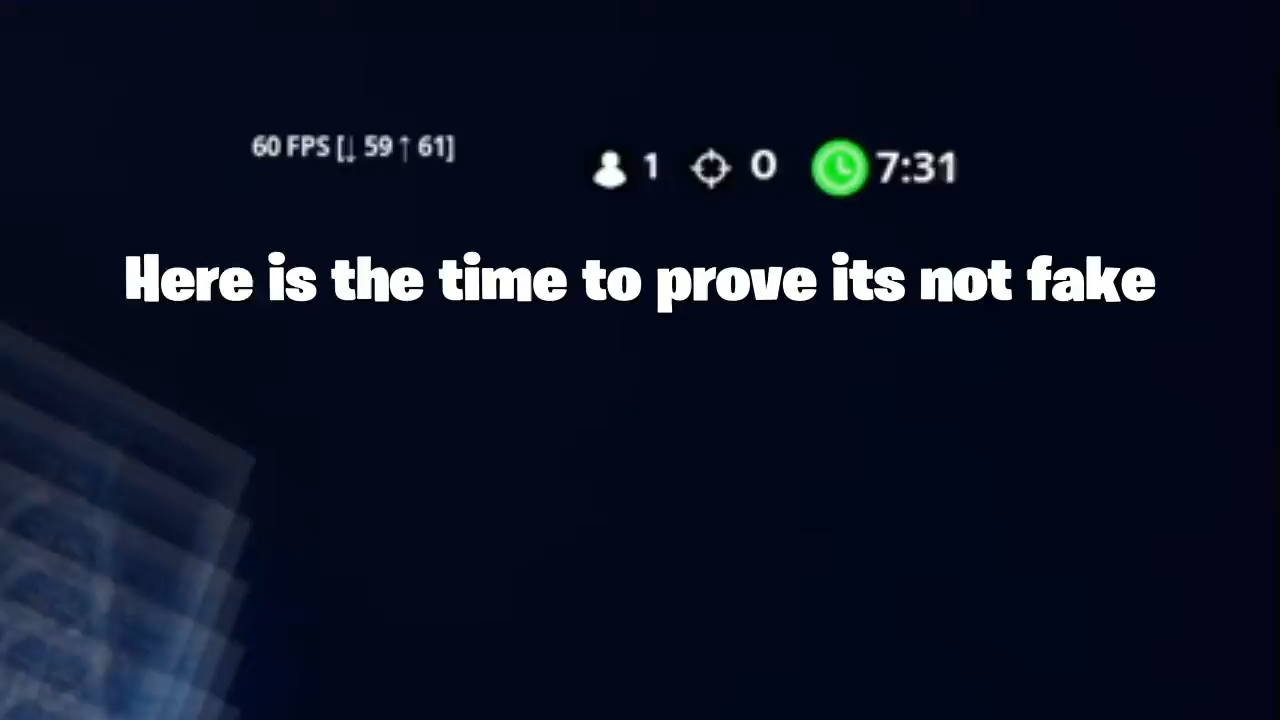 60 FPS [↓ 59 ↑ 61]
1 0 7:31
Here is the time to prove its not fake